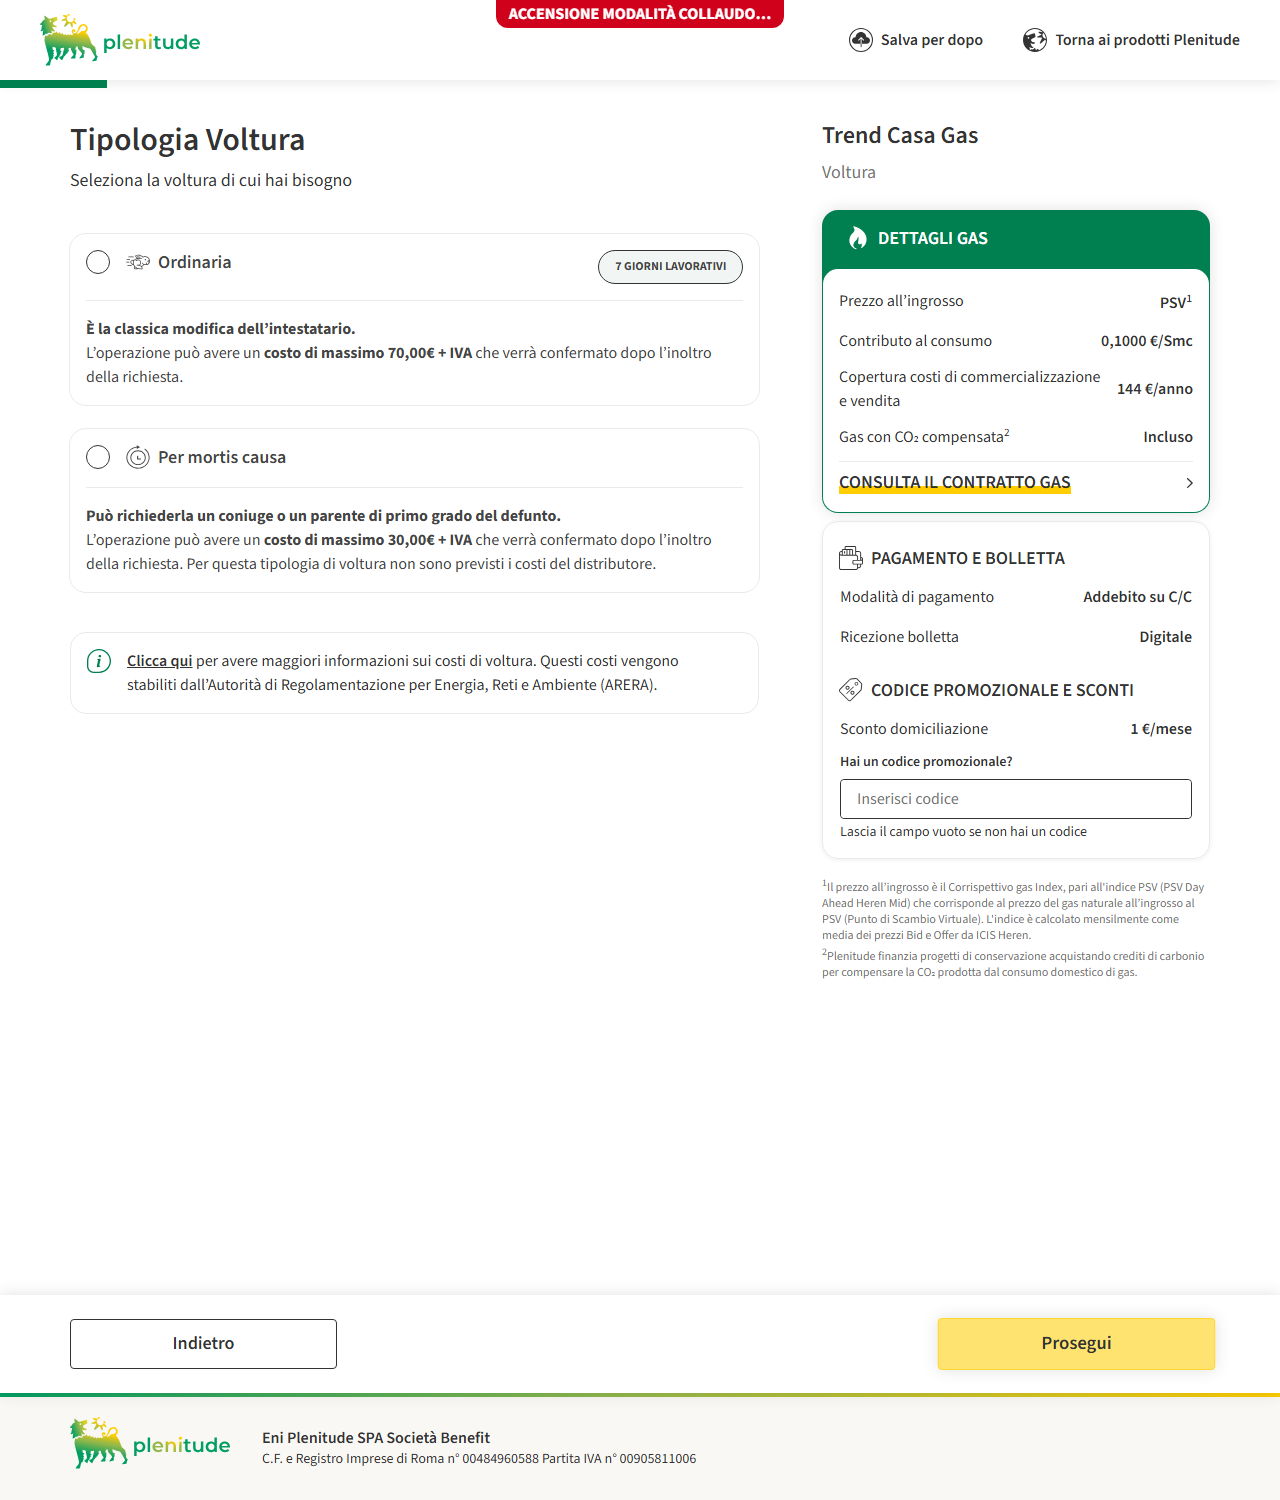 plenitude
ACCENSIONE MODALITÀ COLLAUDO...
Salva per dopo
Torna ai prodotti Plenitude
Tipologia Voltura
Seleziona la voltura di cui hai bisogno
Ordinaria
7 GIORNI LAVORATIVI
È la classica modifica dell'intestatario.
L'operazione può avere un costo di massimo 70,00€ + IVA che verrà confermato dopo l'inoltro
della richiesta.
Per mortis causa
Può richiederla un coniuge o un parente di primo grado del defunto.
L'operazione può avere un costo di massimo 30,00€ + IVA che verrà confermato dopo l'inoltro
della richiesta. Per questa tipologia di voltura non sono previsti i costi del distributore.
Clicca qui per avere maggiori informazioni sui costi di voltura. Questi costi vengono
stabiliti dall'Autorità di Regolamentazione per Energia, Reti e Ambiente (ARERA).
Trend Casa Gas
Voltura
DETTAGLI GAS
Prezzo all'ingrosso PSV¹
Contributo al consumo 0,1000 €/Smc
Copertura costi di commercializzazione
e vendita 144 €/anno
Gas con CO₂ compensata² Incluso
CONSULTA IL CONTRATTO GAS
PAGAMENTO E BOLLETTA
Modalità di pagamento Addebito su C/C
Ricezione bolletta Digitale
CODICE PROMOZIONALE E SCONTI
Sconto domiciliazione 1 €/mese
Hai un codice promozionale?
Inserisci codice
Lascia il campo vuoto se non hai un codice
¹Il prezzo all'ingrosso è il Corrispettivo gas Index, pari all'indice PSV (PSV Day
Ahead Heren Mid) che corrisponde al prezzo del gas naturale all'ingrosso al
PSV (Punto di Scambio Virtuale). L'indice è calcolato mensilmente come
media dei prezzi Bid e Offer da ICIS Heren.
²Plenitude finanzia progetti di conservazione acquistando crediti di carbonio
per compensare la CO₂ prodotta dal consumo domestico di gas.
Indietro
Prosegui
plenitude
Eni Plenitude SPA Società Benefit
C.F. e Registro Imprese di Roma n° 00484960588 Partita IVA n° 00905811006